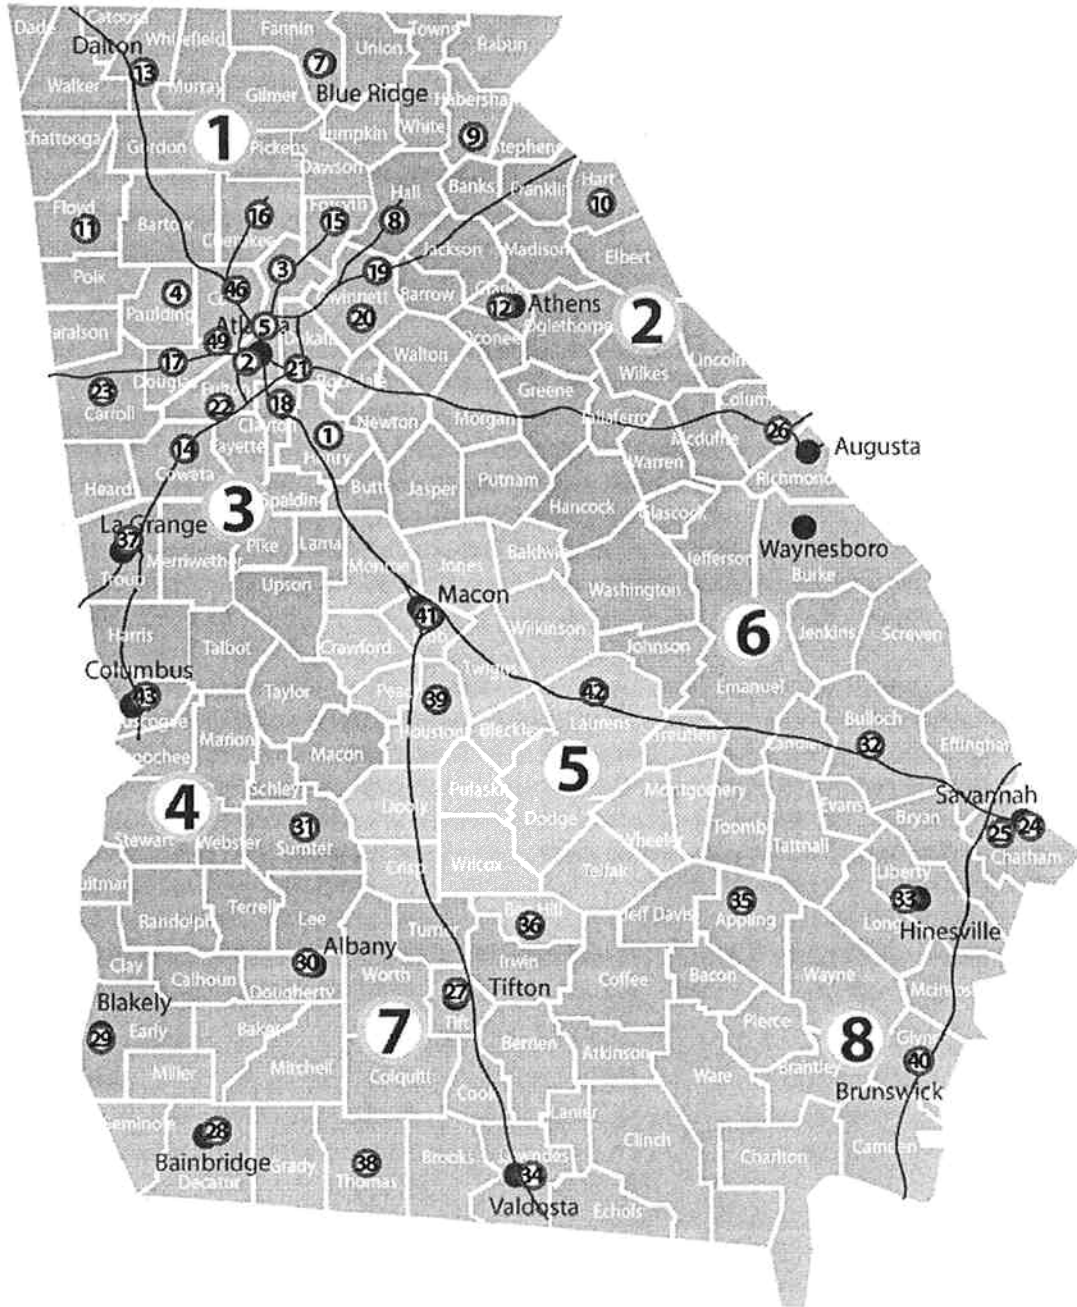 Catoosa
Fannin
Towns
Dade
Whitfield
Union
Rabun
Dalton
7
13
Walker
Murray
Gilmer
Blue Ridge
Habersham
1
Lumpkin
White
9
Chattooga
Gordon
Pickens
Stephens
Dawson
Hall
Banks
Franklin
Hart
10
Floyd
11
Bartow
16
Cherokee
Forsyth
15
8
Jackson
Madison
Elbert
Polk
3
19
4
46
Gwinnett
Barrow
Clarke
12
Athens
2
Paulding
20
Oconee
Oglethorpe
5
Atlanta
49
Walton
Lincoln
17
2
21
Wilkes
23
Douglas
Fulton
Greene
Carroll
22
18
Newton
Morgan
Taliaferro
26
Clayton
1
McDuffie
Augusta
14
Fayette
Henry
Warren
Coweta
Richmond
Heard
Butts
Jasper
Putnam
3
Spalding
Hancock
Glascock
La Grange
37
Pike
Lamar
Baldwin
Waynesboro
Troup
Meriwether
Monroe
Jones
Jefferson
Burke
Upson
Washington
Macon
41
Harris
Talbot
Crawford
Wilkinson
6
Jenkins
Screven
Johnson
Columbus
Twiggs
43
Taylor
Peach
39
42
Emanuel
Muscogee
Marion
Houston
Bleckley
Laurens
Treutlen
Candler
Bulloch
32
Effingham
Macon
5
Schley
4
Dooly
Pulaski
Montgomery
Evans
Savannah
31
Dodge
Toombs
Bryan
25
24
Stewart
Webster
Sumter
Wheeler
Tattnall
Chatham
Crisp
Wilcox
Telfair
Liberty
Randolph
Terrell
Lee
36
Jeff Davis
35
Appling
33
Long
Hinesville
Albany
Clay
Calhoun
30
Dougherty
Worth
Irwin
Coffee
Bacon
Wayne
Blakely
27
Tifton
McIntosh
29
Early
Baker
7
Pierce
8
Glynn
Berrien
Atkinson
40
Miller
Mitchell
Colquitt
Cook
Ware
Brantley
Brunswick
Lanier
Seminole
28
Clinch
Camden
Bainbridge
Grady
38
Thomas
Brooks
Lowndes
34
Charlton
Decatur
Valdosta
Echols